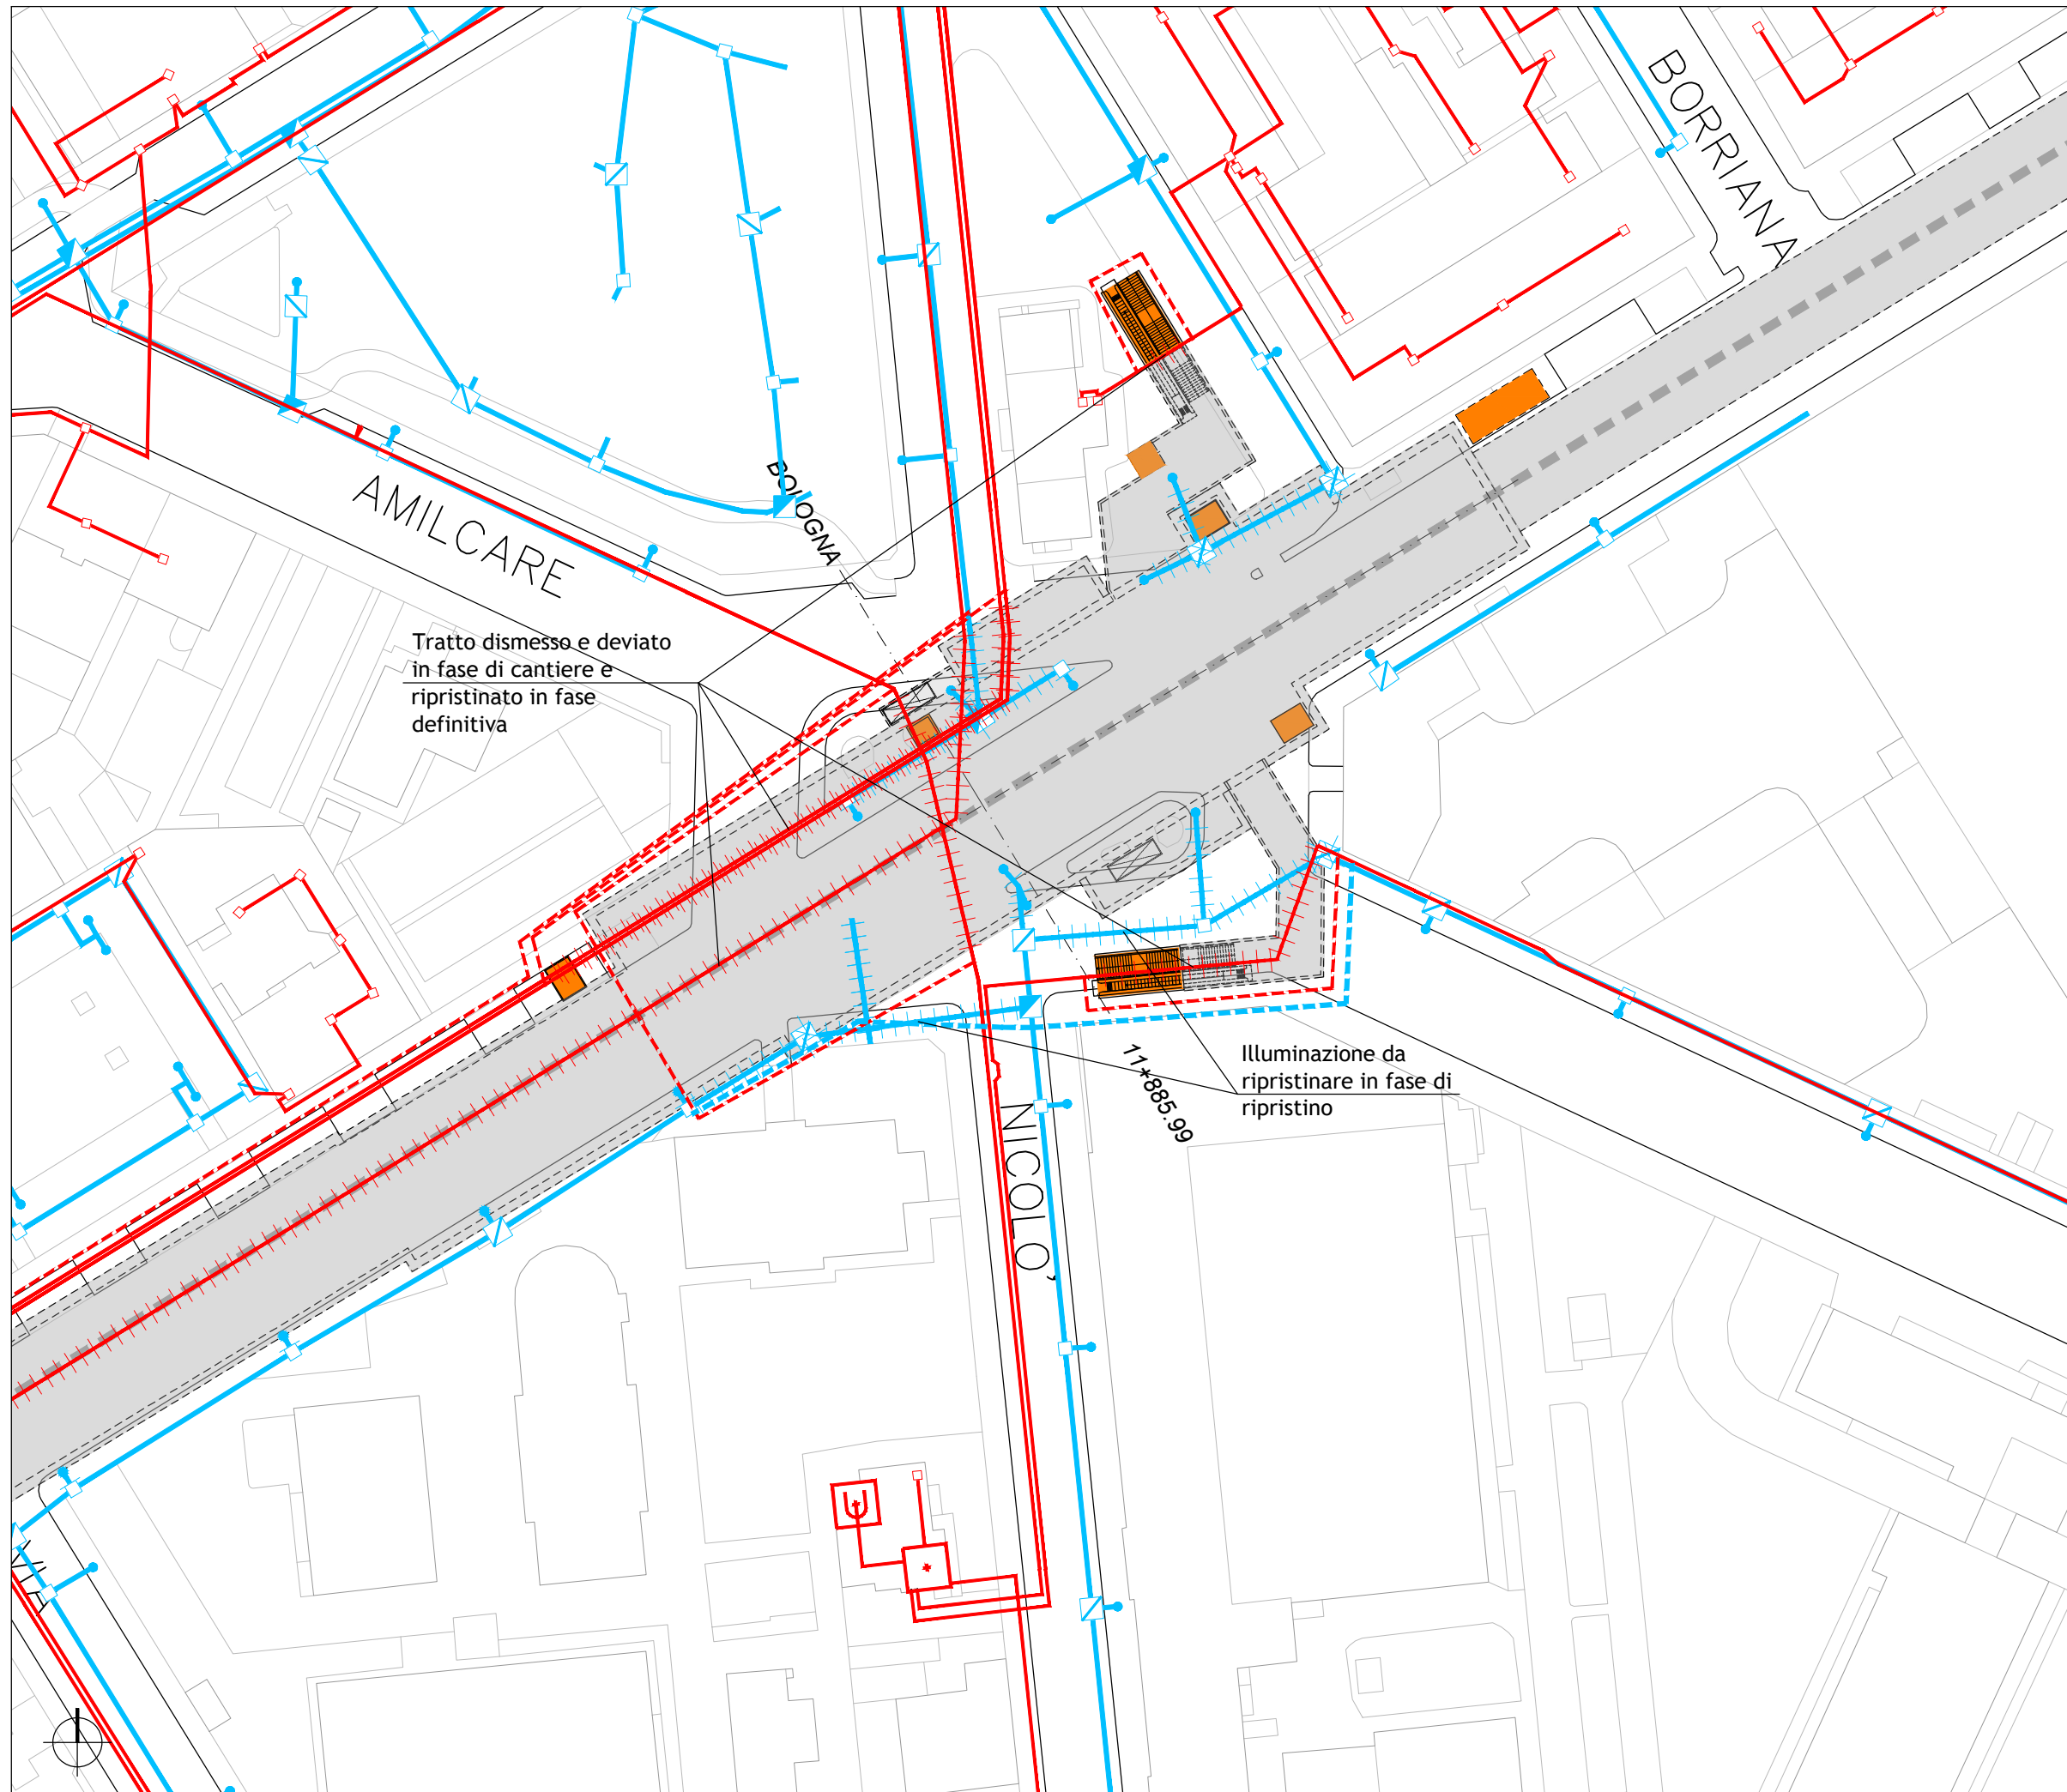 BORRIANA
AMILCARE
BOLOGNA
Tratto dismesso e deviato
in fase di cantiere e
ripristinato in fase
definitiva
11+885.99
Illuminazione da
ripristinare in fase di
ripristino
NICOLO'